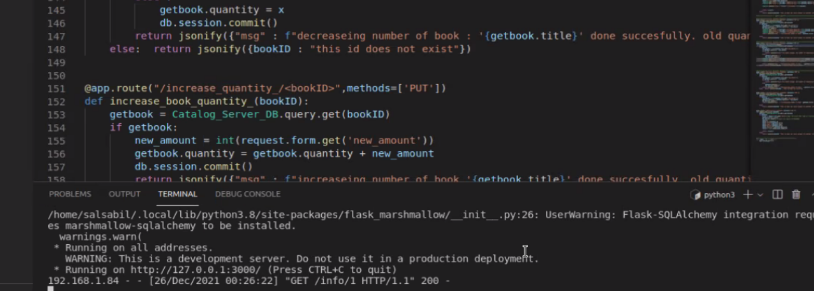 145 getbook.quantity = x
146 db.session.commit()
147 return jsonify({"msg" : f"decreaseing number of book : '{getbook.title}' done succesfully. old quan
148 else: return jsonify({bookID : "this id does not exist"})
149
150
151 @app.route("/increase_quantity_/<bookID>",methods=['PUT'])
152 def increase_book_quantity_(bookID):
153 getbook = Catalog_Server_DB.query.get(bookID)
154 if getbook:
155 new_amount = int(request.form.get('new_amount'))
156 getbook.quantity = getbook.quantity + new_amount
157 db.session.commit()
158 return jsonify({"msg" : f"increaseing number of book '{getbook.title}' done succesfully. old quanti
PROBLEMS OUTPUT TERMINAL DEBUG CONSOLE python3
/home/salsabil/.local/lib/python3.8/site-packages/flask_marshmallow/__init__.py:26: UserWarning: Flask-SQLAlchemy integration requir
es marshmallow-sqlalchemy to be installed.
warnings.warn(
* Running on all addresses.
WARNING: This is a development server. Do not use it in a production deployment.
* Running on http://127.0.0.1:3000/ (Press CTRL+C to quit)
192.168.1.84 - - [26/Dec/2021 00:26:22] "GET /info/1 HTTP/1.1" 200 -